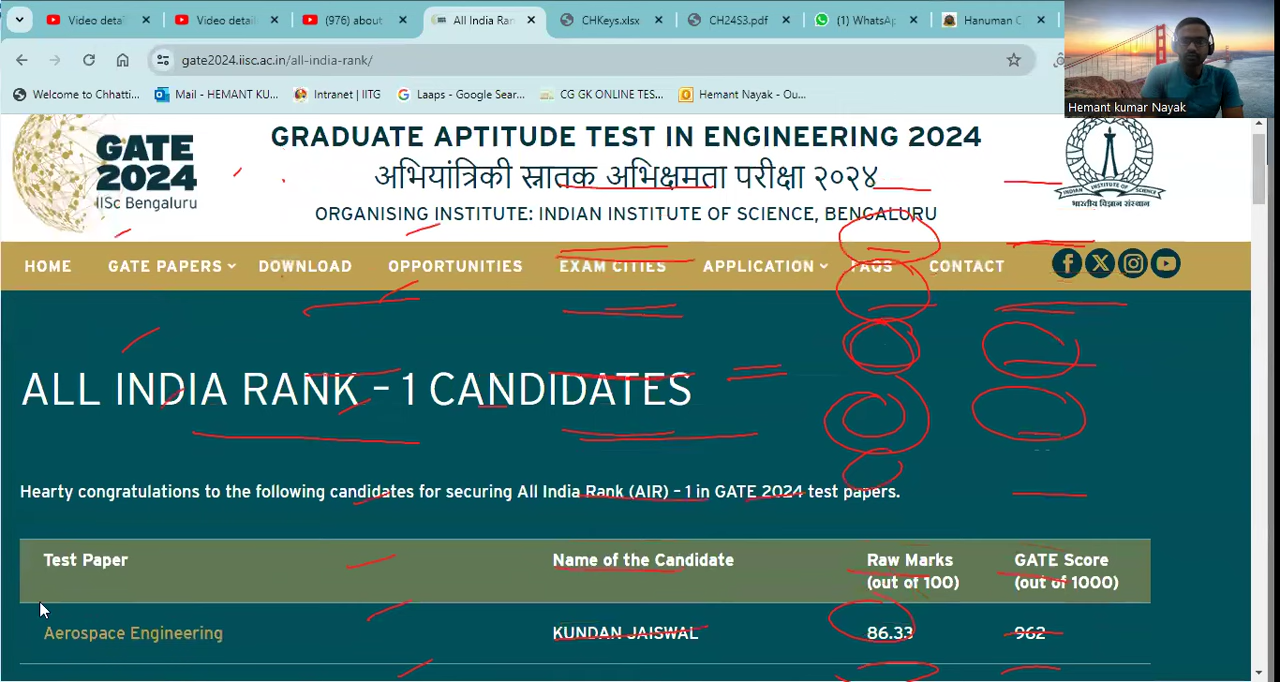 Video detai
Video detai
(976) about
All India Ran
CHKeys.xlsx
CH24S3.pdf
(1) WhatsAp
Hanuman C
gate2024.iisc.ac.in/all-india-rank/
Welcome to Chhatti...
Mail - HEMANT KU...
Intranet | IITG
Laaps - Google Sear...
CG GK ONLINE TES...
Hemant Nayak - Ou...
Hemant kumar Nayak
GATE
2024
IISc Bengaluru
GRADUATE APTITUDE TEST IN ENGINEERING 2024
अभियांत्रिकी स्नातक अभिक्षमता परीक्षा २०२४
ORGANISING INSTITUTE: INDIAN INSTITUTE OF SCIENCE, BENGALURU
INDIAN INSTITUTE OF SCIENCE
भारतीय विज्ञान संस्थान
HOME
GATE PAPERS
DOWNLOAD
OPPORTUNITIES
EXAM CITIES
APPLICATION
FAQS
CONTACT
ALL INDIA RANK – 1 CANDIDATES
Hearty congratulations to the following candidates for securing All India Rank (AIR) – 1 in GATE 2024 test papers.
Test Paper
Name of the Candidate
Raw Marks
(out of 100)
GATE Score
(out of 1000)
Aerospace Engineering
KUNDAN JAISWAL
86.33
962